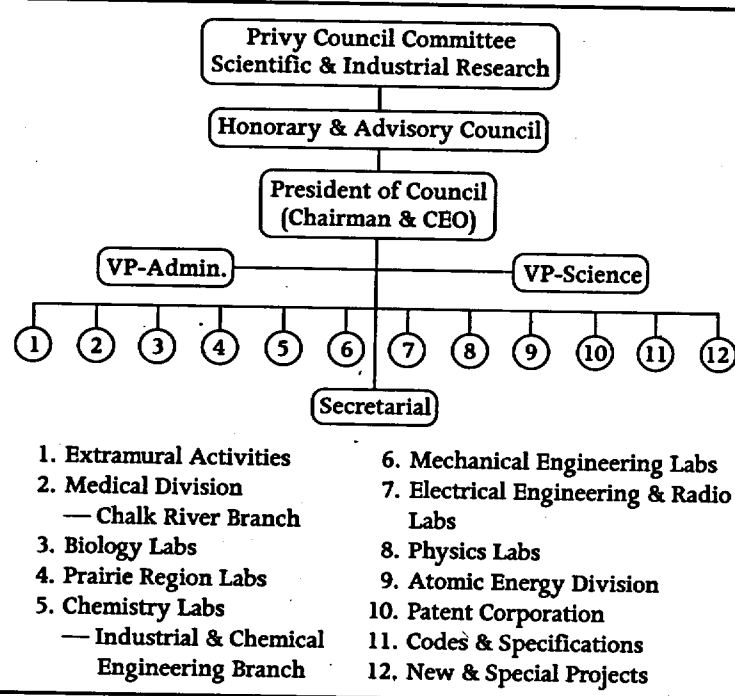 Privy Council Committee
Scientific & Industrial Research
Honorary & Advisory Council
President of Council
(Chairman & CEO)
VP-Admin.
VP-Science
1 2 3 4 5 6 7 8 9 10 11 12
Secretarial
1. Extramural Activities
2. Medical Division
— Chalk River Branch
3. Biology Labs
4. Prairie Region Labs
5. Chemistry Labs
— Industrial & Chemical
Engineering Branch
6. Mechanical Engineering Labs
7. Electrical Engineering & Radio
Labs
8. Physics Labs
9. Atomic Energy Division
10. Patent Corporation
11. Codes & Specifications
12. New & Special Projects